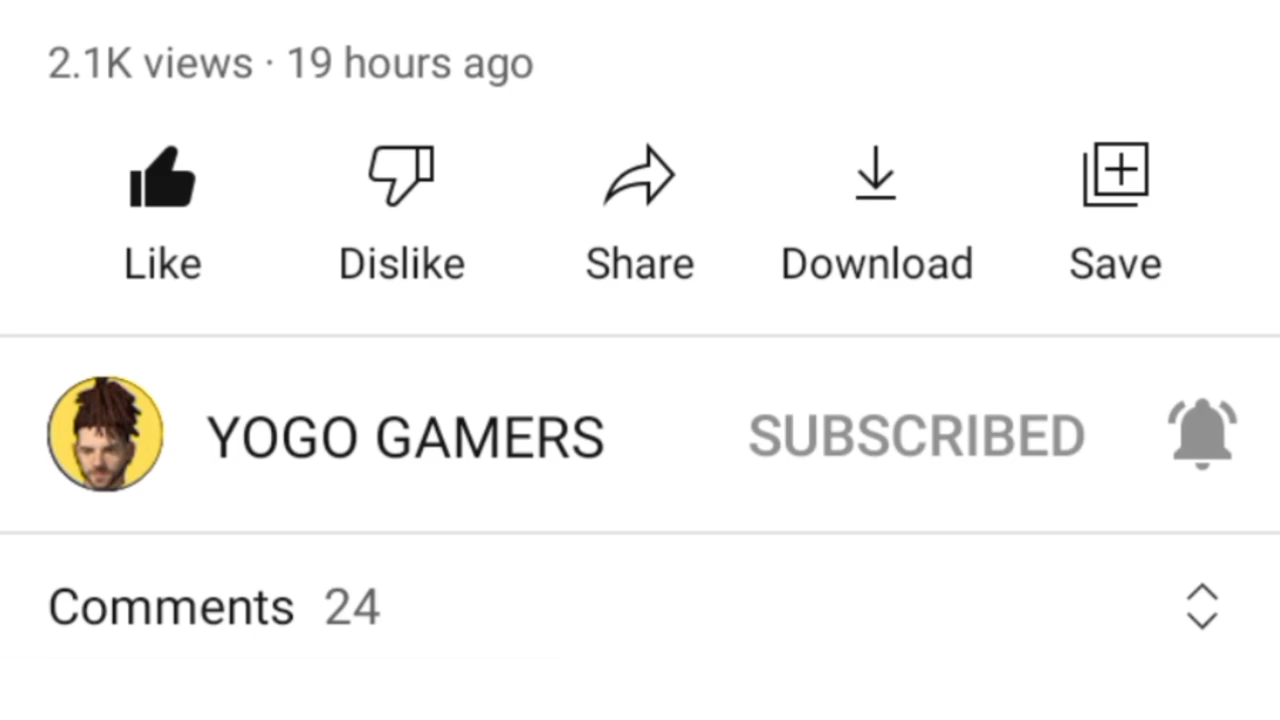 2.1K views · 19 hours ago
Like Dislike Share Download Save
YOGO GAMERS SUBSCRIBED
Comments 24